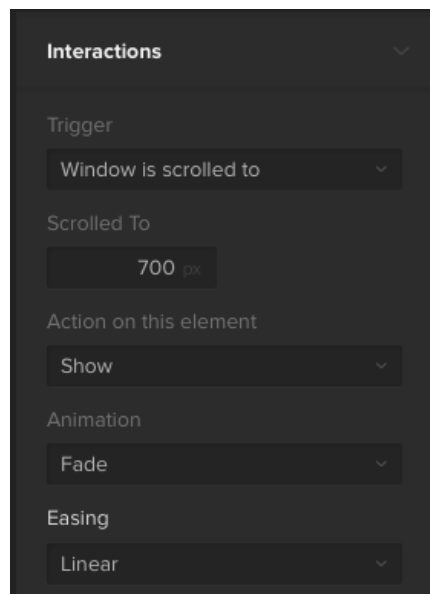 Interactions
Trigger
Window is scrolled to
Scrolled To
700 px
Action on this element
Show
Animation
Fade
Easing
Linear